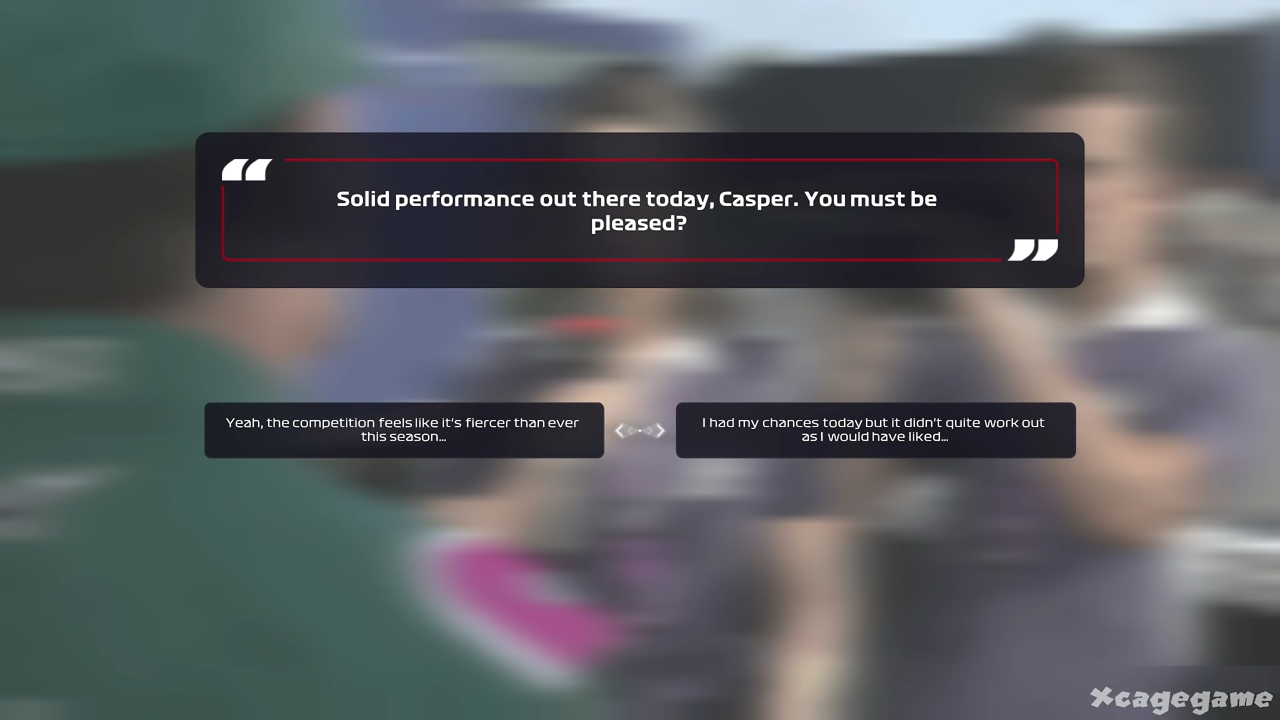 Solid performance out there today, Casper. You must be
pleased?
Yeah, the competition feels like it's fiercer than ever
this season...
I had my chances today but it didn't quite work out
as I would have liked...
Xcagegame